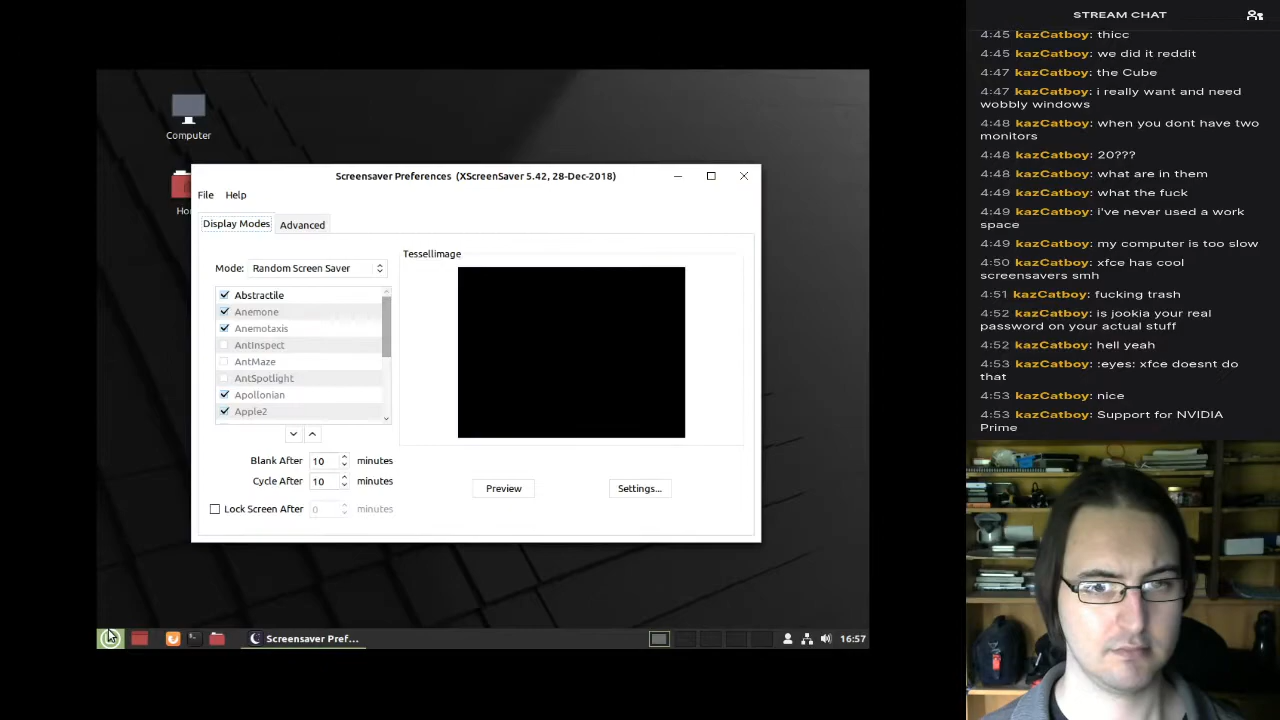 Computer
Ho
Screensaver Preferences (XScreenSaver 5.42, 28-Dec-2018)
File Help
Display Modes Advanced
Mode: Random Screen Saver
Abstractile
Anemone
Anemotaxis
AntInspect
AntMaze
AntSpotlight
Apollonian
Apple2
Blank After 10 minutes
Cycle After 10 minutes
Lock Screen After 0 minutes
Tessellimage
Preview Settings...
Screensaver Pref...
16:57
STREAM CHAT
4:45 kazCatboy: thicc
4:45 kazCatboy: we did it reddit
4:47 kazCatboy: the Cube
4:47 kazCatboy: i really want and need
wobbly windows
4:48 kazCatboy: when you dont have two
monitors
4:48 kazCatboy: 20???
4:48 kazCatboy: what are in them
4:49 kazCatboy: what the fuck
4:49 kazCatboy: i've never used a work
space
4:49 kazCatboy: my computer is too slow
4:50 kazCatboy: xfce has cool
screensavers smh
4:51 kazCatboy: fucking trash
4:52 kazCatboy: is jookia your real
password on your actual stuff
4:52 kazCatboy: hell yeah
4:53 kazCatboy: :eyes: xfce doesnt do
that
4:53 kazCatboy: nice
4:53 kazCatboy: Support for NVIDIA
Prime